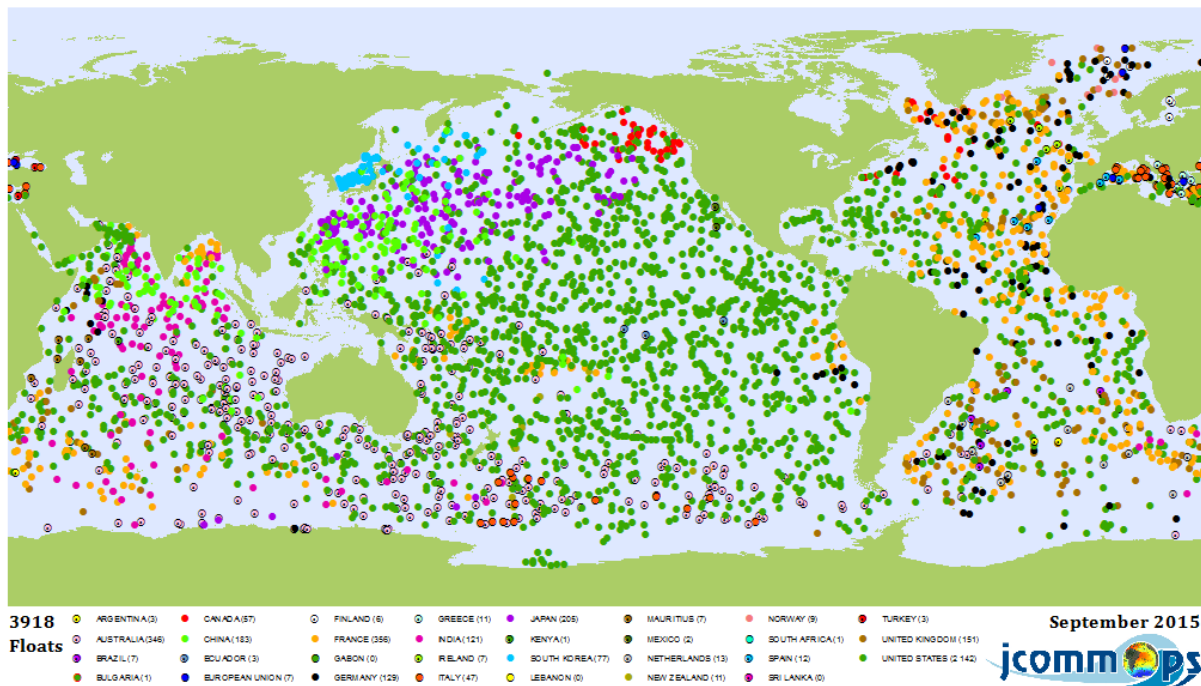 3918 Floats
September 2015
ARGENTINA (3) CANADA (57) FINLAND (6) GREECE (11) JAPAN (205) MAURITIUS (7) NORWAY (9) TURKEY (3)
AUSTRALIA (346) CHINA (183) FRANCE (356) INDIA (121) KENYA (1) MEXICO (2) SOUTH AFRICA (1) UNITED KINGDOM (151)
BRAZIL (7) ECUADOR (3) GABON (0) IRELAND (7) SOUTH KOREA (77) NETHERLANDS (13) SPAIN (12) UNITED STATES (2 142)
BULGARIA (1) EUROPEAN UNION (7) GERMANY (129) ITALY (47) LEBANON (0) NEW ZEALAND (11) SRI LANKA (0)
jcommops